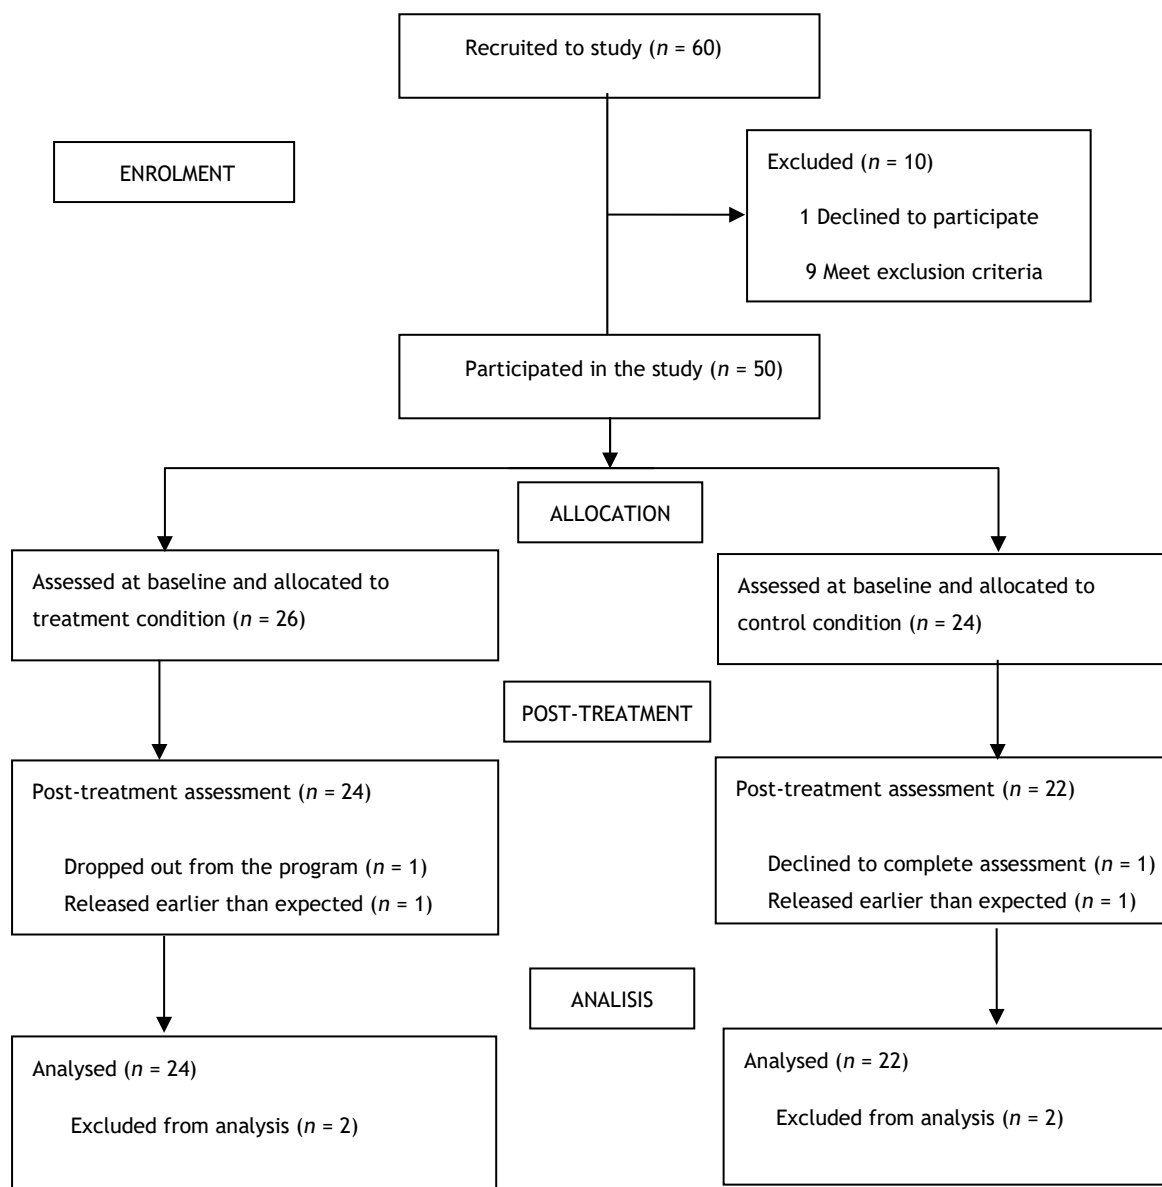 Recruited to study (n = 60)
ENROLMENT
Excluded (n = 10)
1 Declined to participate
9 Meet exclusion criteria
Participated in the study (n = 50)
ALLOCATION
Assessed at baseline and allocated to
treatment condition (n = 26)
Assessed at baseline and allocated to
control condition (n = 24)
POST-TREATMENT
Post-treatment assessment (n = 24)
Dropped out from the program (n = 1)
Released earlier than expected (n = 1)
Post-treatment assessment (n = 22)
Declined to complete assessment (n = 1)
Released earlier than expected (n = 1)
ANALISIS
Analysed (n = 24)
Excluded from analysis (n = 2)
Analysed (n = 22)
Excluded from analysis (n = 2)